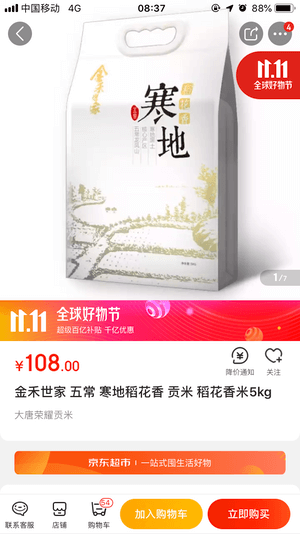 中国移动 4G 08:37 88%
4
11.11
全球好物节
金禾世家
稻花香
寒地
1/7
11.11 全球好物节
超级百亿补贴 千亿优惠
¥108.00
降价通知
关注
金禾世家 五常 寒地稻花香 贡米 稻花香米5kg
大唐荣耀贡米
京东超市 一站式囤生活好物
联系客服
店铺
54
购物车
加入购物车
立即购买